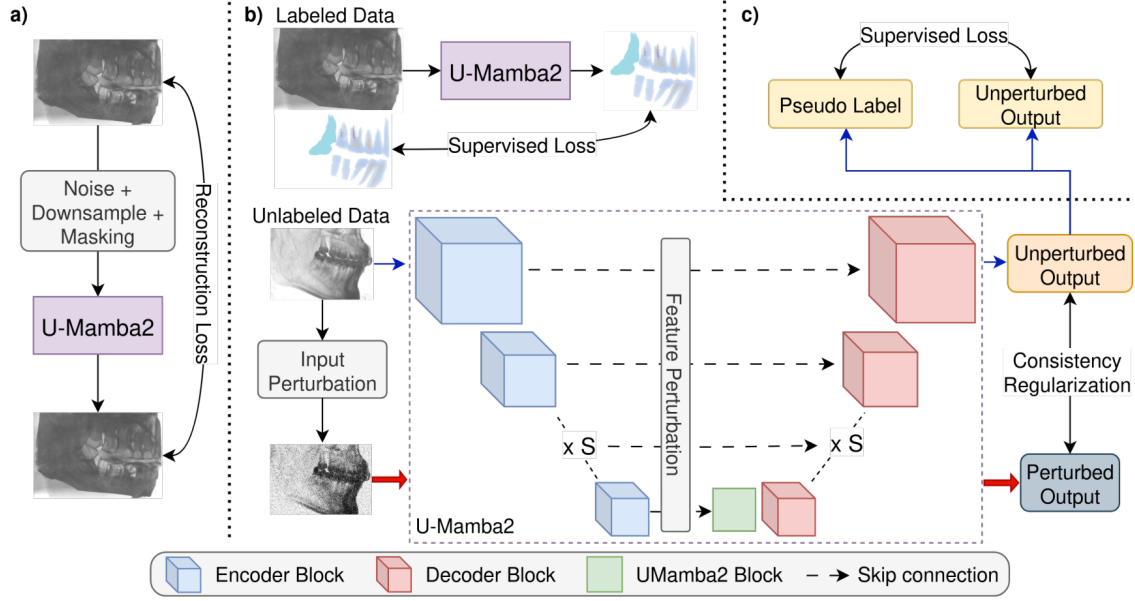 a)
Noise +
Downsample +
Masking
U-Mamba2
Reconstruction Loss
b)
Labeled Data
U-Mamba2
Supervised Loss
Unlabeled Data
Input
Perturbation
Feature Perturbation
x S
x S
U-Mamba2
c)
Supervised Loss
Pseudo Label
Unperturbed
Output
Unperturbed
Output
Consistency
Regularization
Perturbed
Output
Encoder Block
Decoder Block
UMamba2 Block
Skip connection